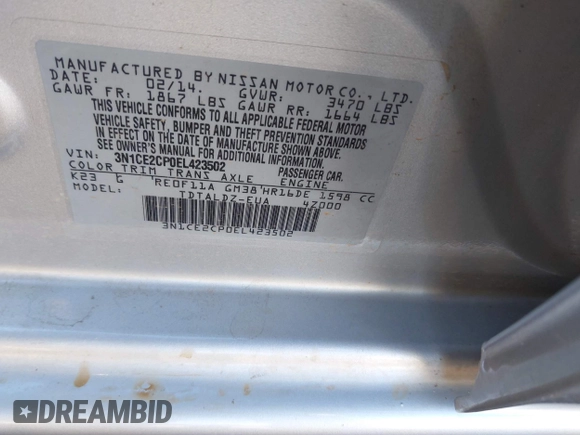 MANUFACTURED BY NISSAN MOTOR CO., LTD.
DATE: 02/14. GVWR: 3470 LBS
GAWR FR: 1867 LBS GAWR RR: 1664 LBS
THIS VEHICLE CONFORMS TO ALL APPLICABLE FEDERAL MOTOR
VEHICLE SAFETY, BUMPER AND THEFT PREVENTION STANDARDS
IN EFFECT ON THE DATE OF MANUFACTURE SHOWN ABOVE.
SEE OWNER'S MANUAL FOR ADDITIONAL INFORMATION.
VIN: 3N1CE2CP0EL423502 PASSENGER CAR.
COLOR TRIM TRANS AXLE ENGINE
K23 G RE0F11A GM38 HR16DE 1598 CC
MODEL: TDTALDZ-EUA 4Z000
3N1CE2CP0EL423502
DREAMBID